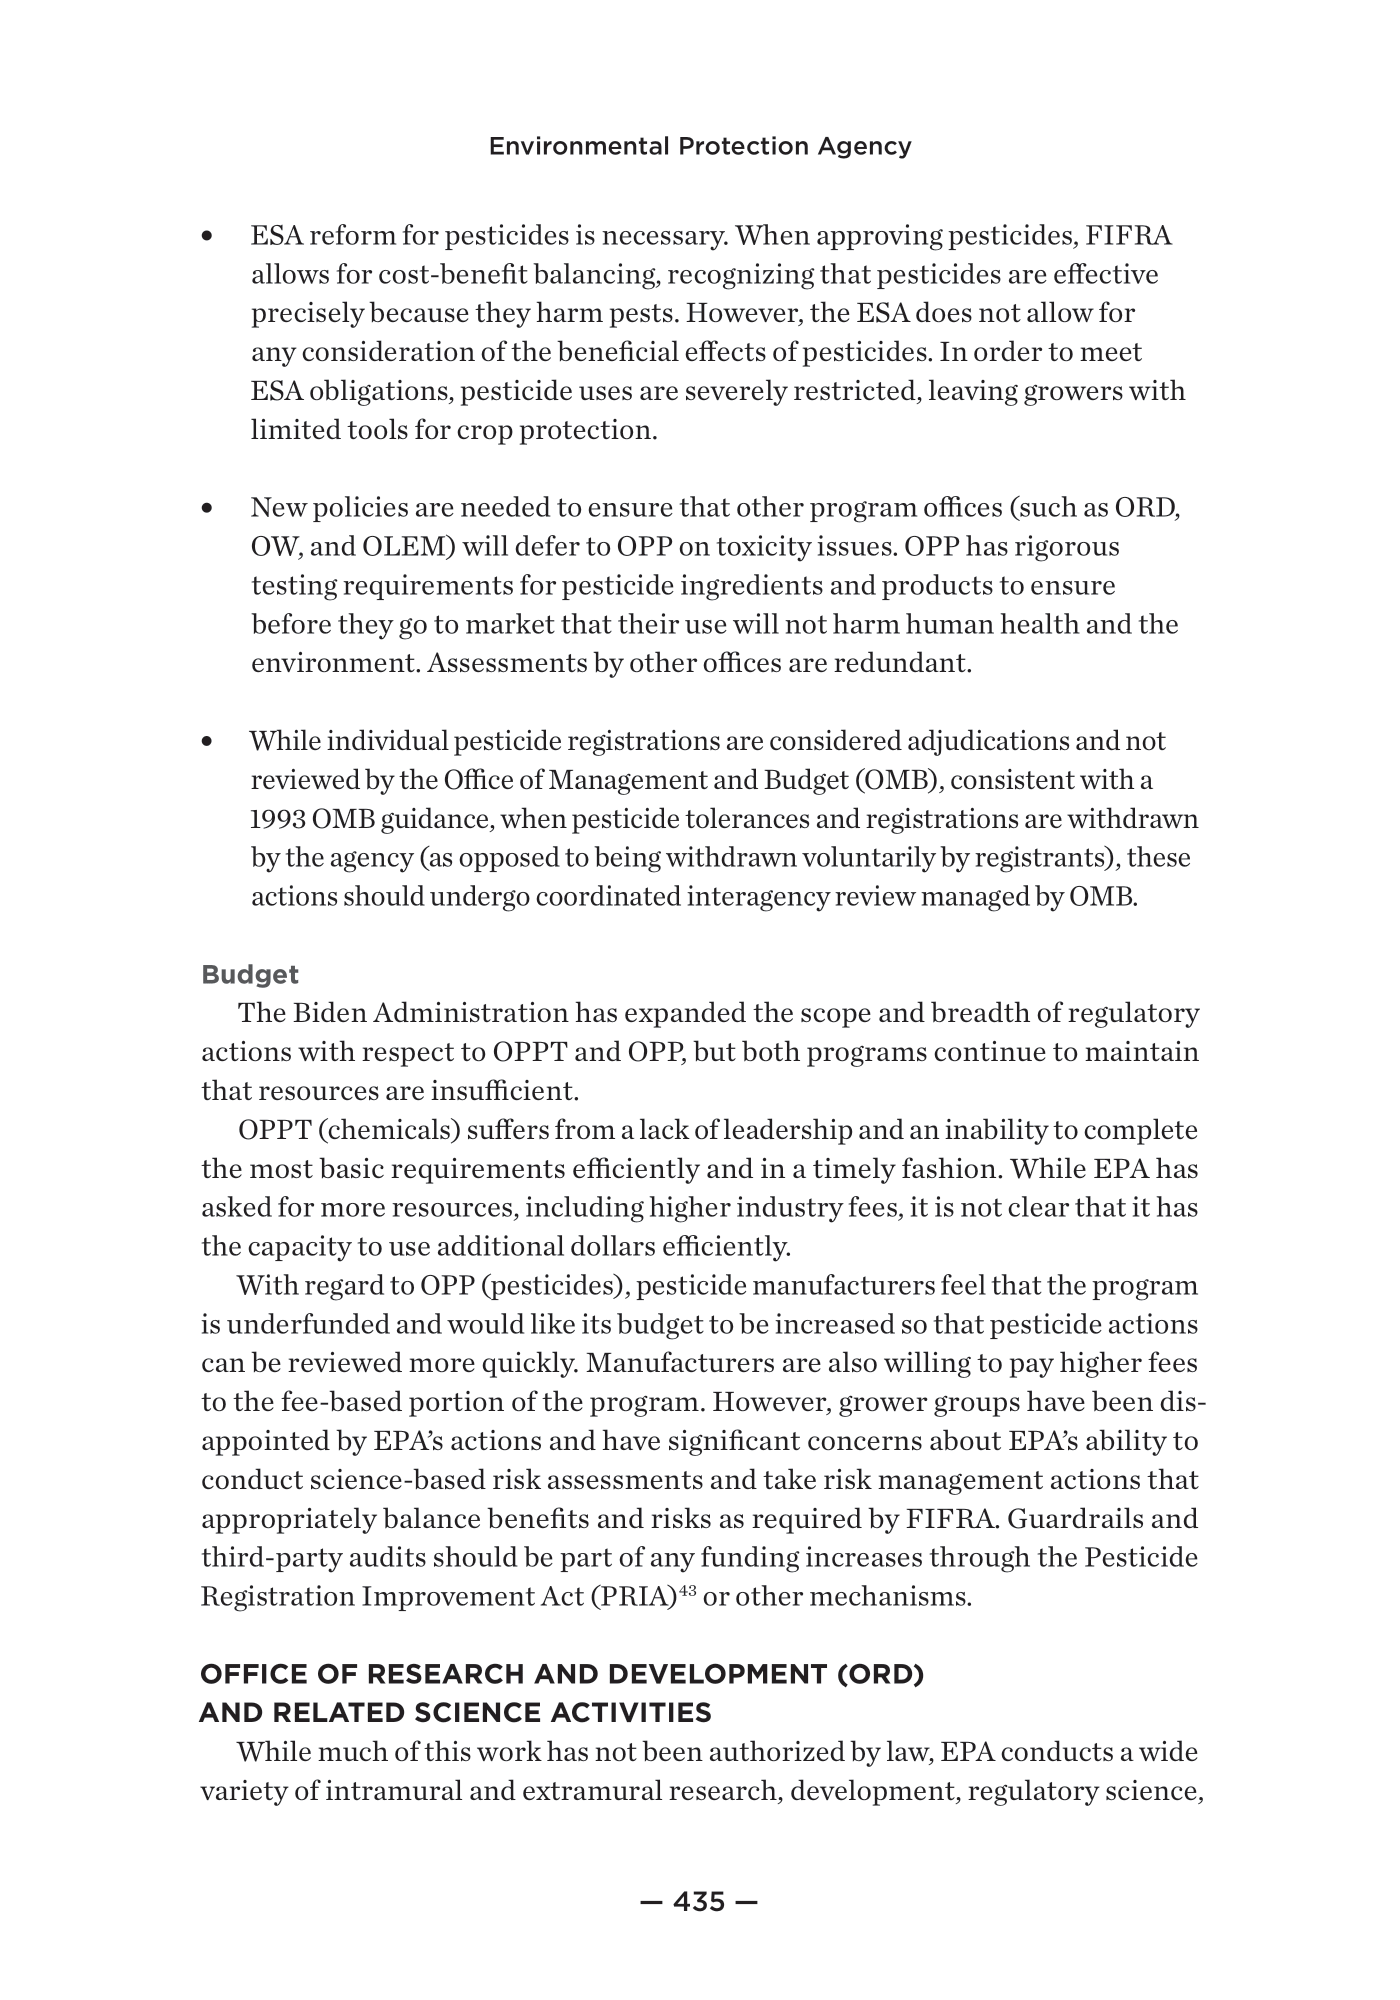 Environmental Protection Agency
• ESA reform for pesticides is necessary. When approving pesticides, FIFRA
allows for cost-benefit balancing, recognizing that pesticides are effective
precisely because they harm pests. However, the ESA does not allow for
any consideration of the beneficial effects of pesticides. In order to meet
ESA obligations, pesticide uses are severely restricted, leaving growers with
limited tools for crop protection.
• New policies are needed to ensure that other program offices (such as ORD,
OW, and OLEM) will defer to OPP on toxicity issues. OPP has rigorous
testing requirements for pesticide ingredients and products to ensure
before they go to market that their use will not harm human health and the
environment. Assessments by other offices are redundant.
• While individual pesticide registrations are considered adjudications and not
reviewed by the Office of Management and Budget (OMB), consistent with a
1993 OMB guidance, when pesticide tolerances and registrations are withdrawn
by the agency (as opposed to being withdrawn voluntarily by registrants), these
actions should undergo coordinated interagency review managed by OMB.
Budget
The Biden Administration has expanded the scope and breadth of regulatory
actions with respect to OPPT and OPP, but both programs continue to maintain
that resources are insufficient.
OPPT (chemicals) suffers from a lack of leadership and an inability to complete
the most basic requirements efficiently and in a timely fashion. While EPA has
asked for more resources, including higher industry fees, it is not clear that it has
the capacity to use additional dollars efficiently.
With regard to OPP (pesticides), pesticide manufacturers feel that the program
is underfunded and would like its budget to be increased so that pesticide actions
can be reviewed more quickly. Manufacturers are also willing to pay higher fees
to the fee-based portion of the program. However, grower groups have been dis-
appointed by EPA’s actions and have significant concerns about EPA’s ability to
conduct science-based risk assessments and take risk management actions that
appropriately balance benefits and risks as required by FIFRA. Guardrails and
third-party audits should be part of any funding increases through the Pesticide
Registration Improvement Act (PRIA)⁴³ or other mechanisms.
OFFICE OF RESEARCH AND DEVELOPMENT (ORD)
AND RELATED SCIENCE ACTIVITIES
While much of this work has not been authorized by law, EPA conducts a wide
variety of intramural and extramural research, development, regulatory science,
— 435 —